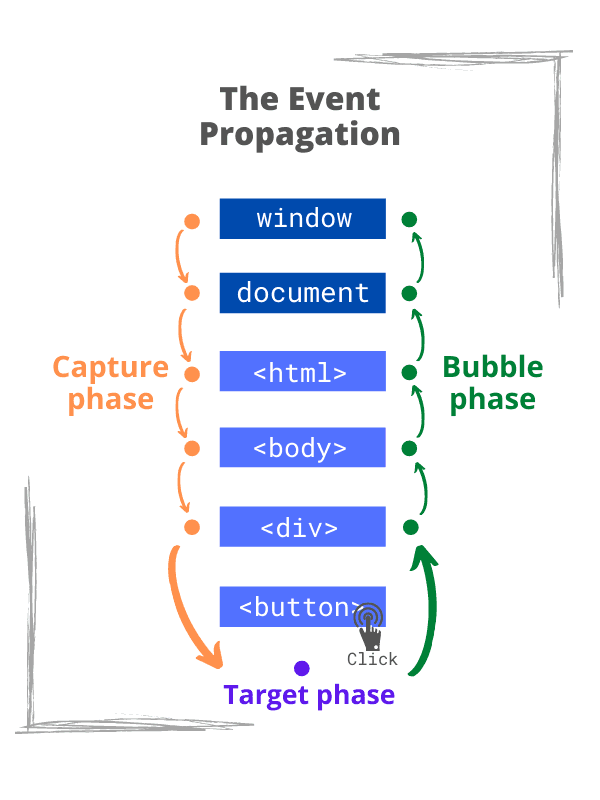 The Event
Propagation
window
document
<html>
Capture
phase
Bubble
phase
<body>
<div>
<button>
Click
Target phase